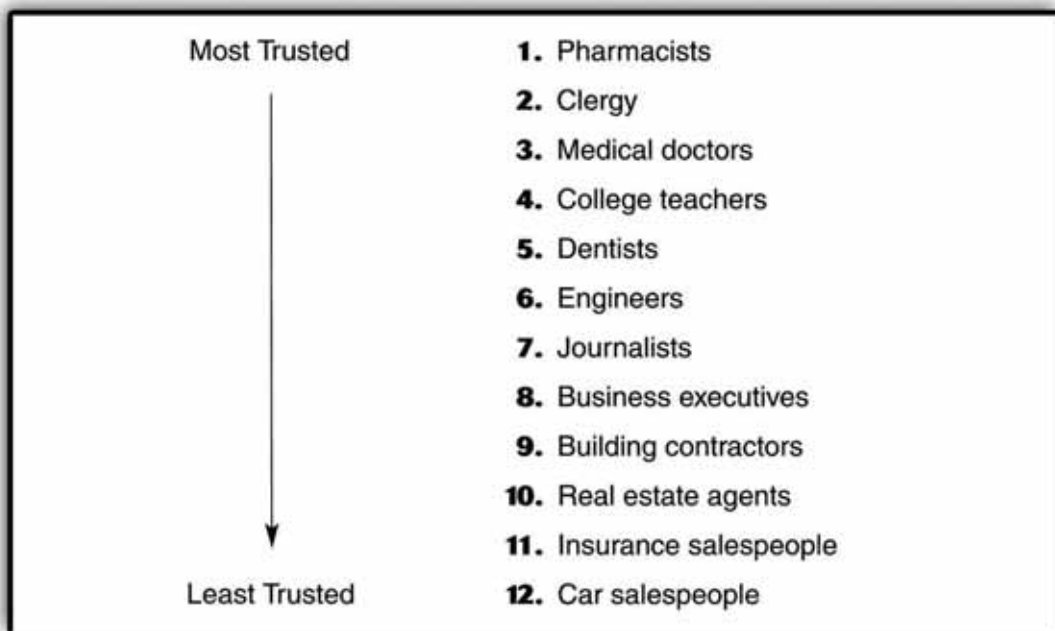 Most Trusted
1. Pharmacists
2. Clergy
3. Medical doctors
4. College teachers
5. Dentists
6. Engineers
7. Journalists
8. Business executives
9. Building contractors
10. Real estate agents
11. Insurance salespeople
Least Trusted
12. Car salespeople